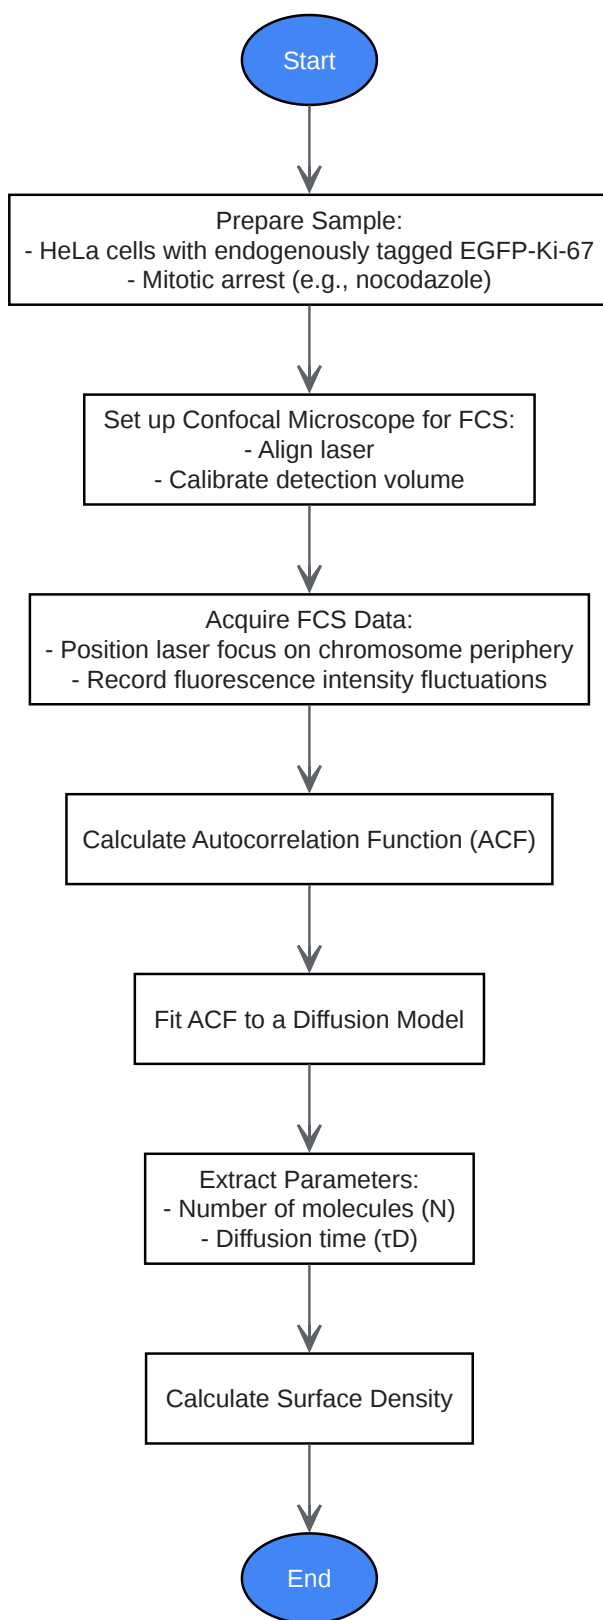 Start
Prepare Sample:
- HeLa cells with endogenously tagged EGFP-Ki-67
- Mitotic arrest (e.g., nocodazole)
Set up Confocal Microscope for FCS:
- Align laser
- Calibrate detection volume
Acquire FCS Data:
- Position laser focus on chromosome periphery
- Record fluorescence intensity fluctuations
Calculate Autocorrelation Function (ACF)
Fit ACF to a Diffusion Model
Extract Parameters:
- Number of molecules (N)
- Diffusion time (τD)
Calculate Surface Density
End